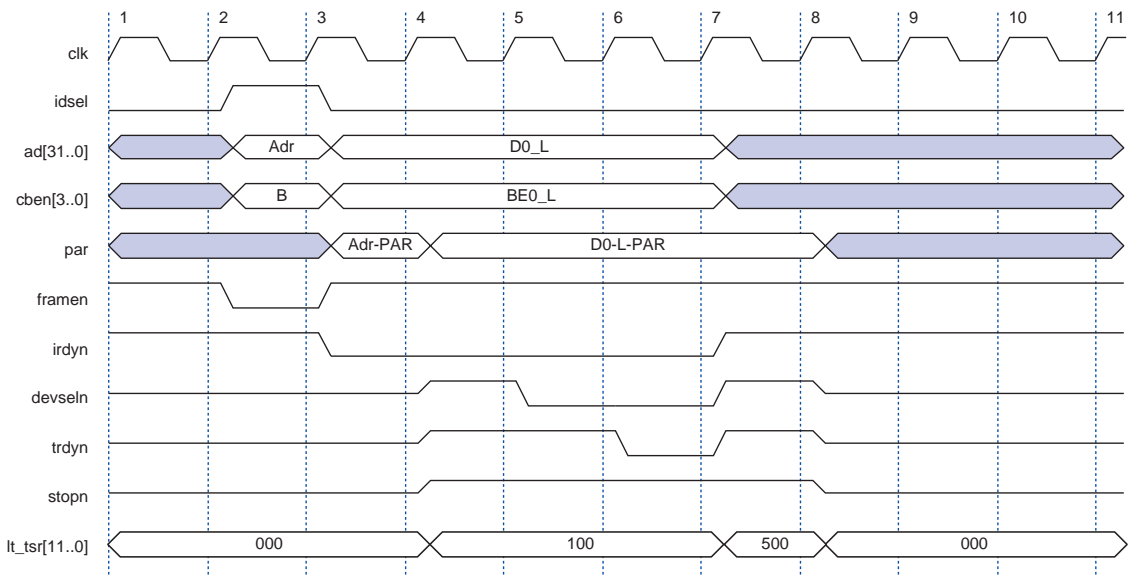 1 2 3 4 5 6 7 8 9 10 11
clk
idsel
ad[31..0] Adr D0_L
cben[3..0] B BE0_L
par Adr-PAR D0-L-PAR
framen
irdyn
devseln
trdyn
stopn
lt_tsr[11..0] 000 100 500 000